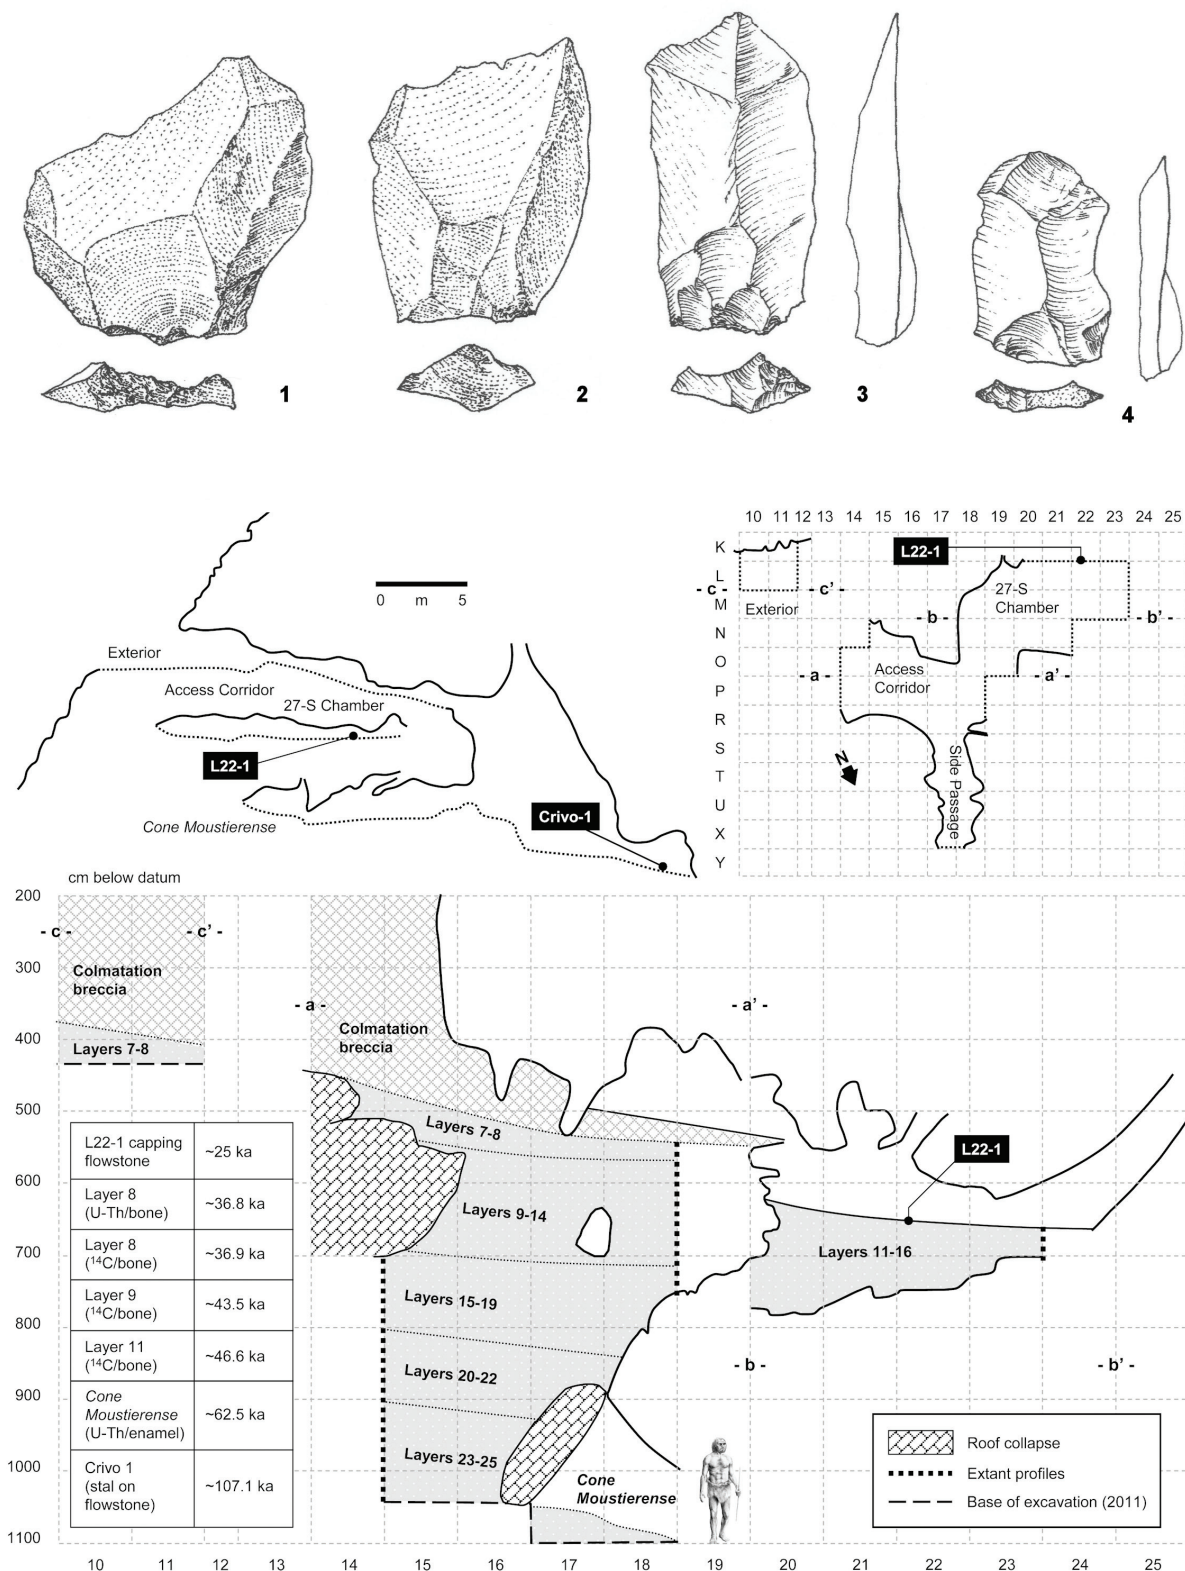 1
2
3
4
0 m 5
Exterior
Access Corridor
27-S Chamber
L22-1
Cone Moustierense
Crivo-1
10 11 12 13 14 15 16 17 18 19 20 21 22 23 24 25
K
L
M
N
O
P
R
S
T
U
X
Y
L22-1
- c -
- c' -
Exterior
27-S
Chamber
- b -
- b' -
- a -
- a' -
Access
Corridor
Side Passage
N
cm below datum
200
300
400
500
600
700
800
900
1000
1100
- c -
- c' -
Colmatation
breccia
Layers 7-8
- a -
- a' -
Colmatation
breccia
Layers 7-8
Layers 9-14
Layers 15-19
Layers 20-22
Layers 23-25
Cone
Moustierense
L22-1
Layers 11-16
- b -
- b' -
L22-1 capping
flowstone
~25 ka
Layer 8
(U-Th/bone)
~36.8 ka
Layer 8
(¹⁴C/bone)
~36.9 ka
Layer 9
(¹⁴C/bone)
~43.5 ka
Layer 11
(¹⁴C/bone)
~46.6 ka
Cone
Moustierense
(U-Th/enamel)
~62.5 ka
Crivo 1
(stal on
flowstone)
~107.1 ka
Roof collapse
Extant profiles
Base of excavation (2011)
10 11 12 13 14 15 16 17 18 19 20 21 22 23 24 25